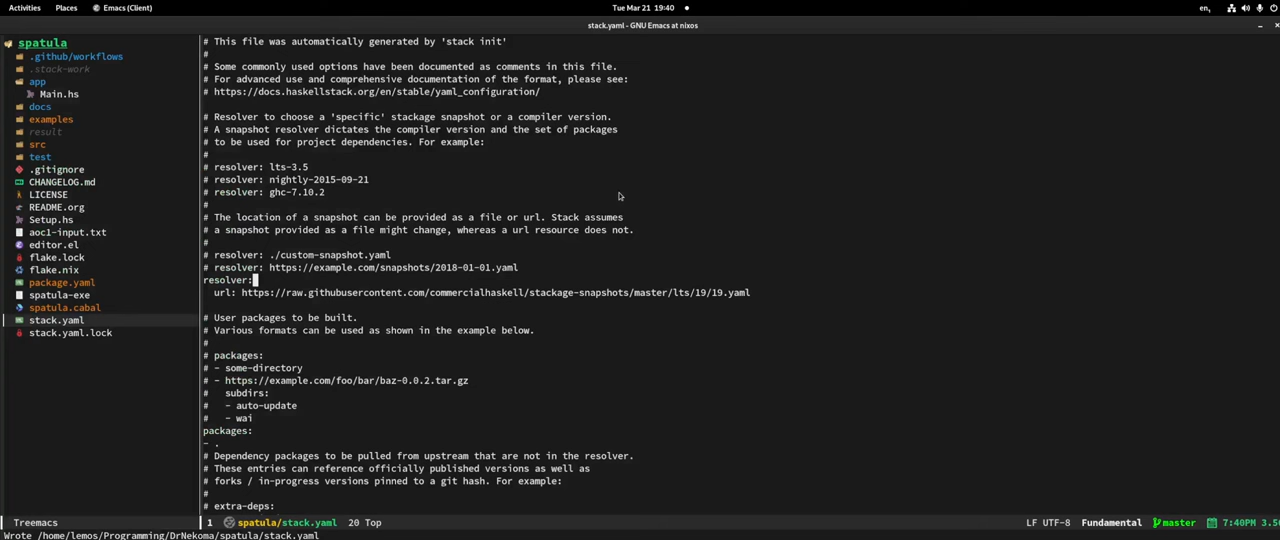 Activities Places Emacs (Client) Tue Mar 21 19:40 en,
stack.yaml - GNU Emacs at nixos
spatula
.github/workflows
.stack-work
app
Main.hs
docs
examples
result
src
test
.gitignore
CHANGELOG.md
LICENSE
README.org
Setup.hs
aoc1-input.txt
editor.el
flake.lock
flake.nix
package.yaml
spatula-exe
spatula.cabal
stack.yaml
stack.yaml.lock
# This file was automatically generated by 'stack init'
#
# Some commonly used options have been documented as comments in this file.
# For advanced use and comprehensive documentation of the format, please see:
# https://docs.haskellstack.org/en/stable/yaml_configuration/
# Resolver to choose a 'specific' stackage snapshot or a compiler version.
# A snapshot resolver dictates the compiler version and the set of packages
# to be used for project dependencies. For example:
#
# resolver: lts-3.5
# resolver: nightly-2015-09-21
# resolver: ghc-7.10.2
#
# The location of a snapshot can be provided as a file or url. Stack assumes
# a snapshot provided as a file might change, whereas a url resource does not.
#
# resolver: ./custom-snapshot.yaml
# resolver: https://example.com/snapshots/2018-01-01.yaml
resolver:
url: https://raw.githubusercontent.com/commercialhaskell/stackage-snapshots/master/lts/19/19.yaml
# User packages to be built.
# Various formats can be used as shown in the example below.
#
# packages:
# - some-directory
# - https://example.com/foo/bar/baz-0.0.2.tar.gz
#   subdirs:
#   - auto-update
#   - wai
packages:
- .
# Dependency packages to be pulled from upstream that are not in the resolver.
# These entries can reference officially published versions as well as
# forks / in-progress versions pinned to a git hash. For example:
#
# extra-deps:
Treemacs 1 spatula/stack.yaml 20 Top LF UTF-8 Fundamental master 7:40PM 3.5
Wrote /home/lemos/Programming/DrNekoma/spatula/stack.yaml